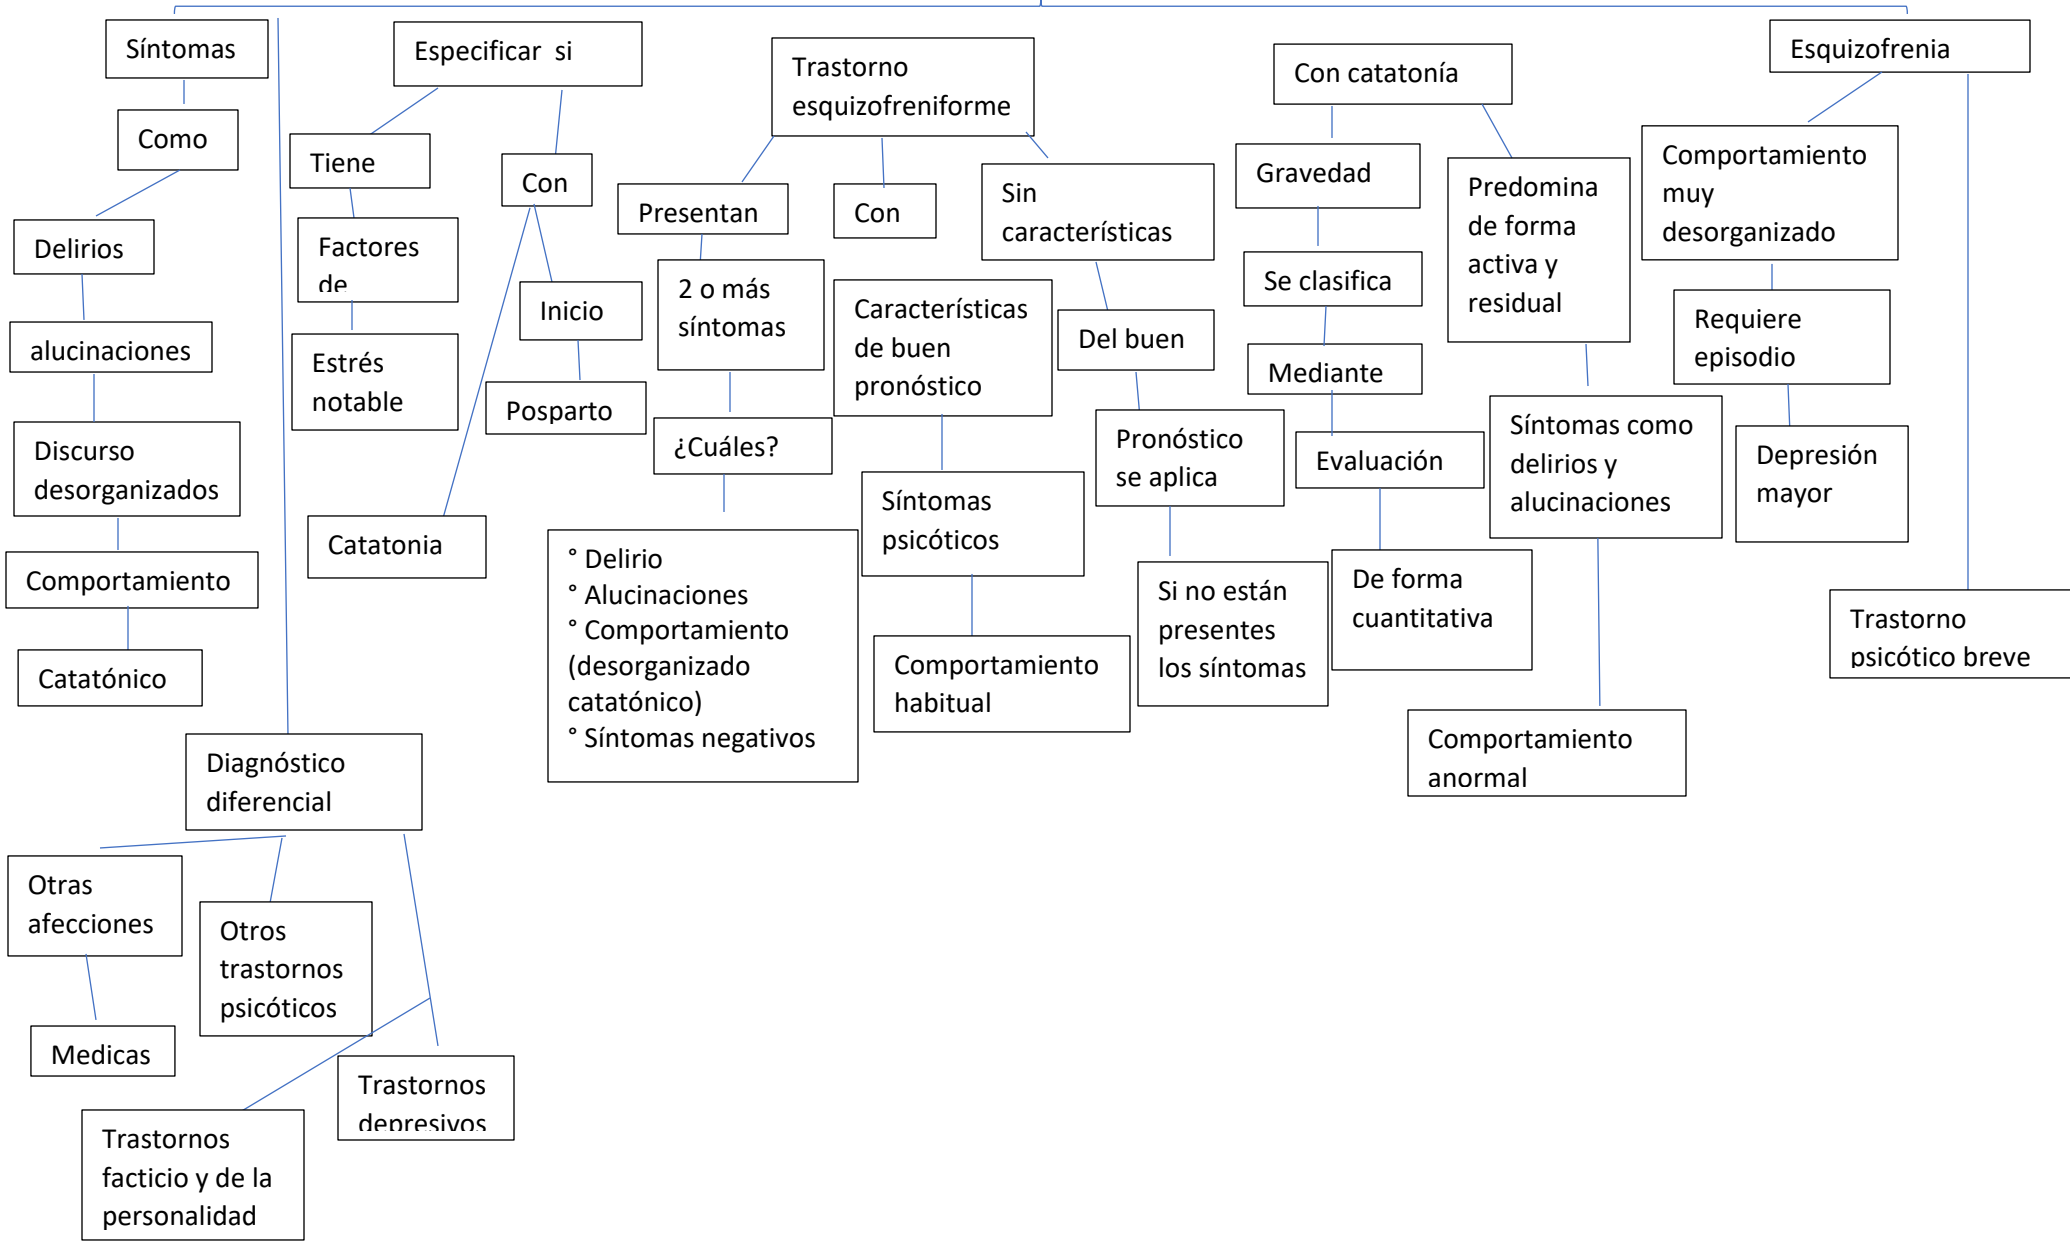 Síntomas
Como
Delirios
alucinaciones
Discurso
desorganizados
Comportamiento
Catatónico
Diagnóstico
diferencial
Otras
afecciones
Medicas
Otros
trastornos
psicóticos
Trastornos
depresivos
Trastornos
facticio y de la
personalidad
Especificar si
Tiene
Factores
de
Estrés
notable
Con
Inicio
Posparto
Catatonia
Trastorno
esquizofreniforme
Presentan
2 o más
síntomas
¿Cuáles?
° Delirio
° Alucinaciones
° Comportamiento
(desorganizado
catatónico)
° Síntomas negativos
Con
Características
de buen
pronóstico
Síntomas
psicóticos
Comportamiento
habitual
Sin
características
Del buen
Pronóstico
se aplica
Si no están
presentes
los síntomas
Con catatonía
Gravedad
Se clasifica
Mediante
Evaluación
De forma
cuantitativa
Predomina
de forma
activa y
residual
Síntomas como
delirios y
alucinaciones
Comportamiento
anormal
Esquizofrenia
Comportamiento
muy
desorganizado
Requiere
episodio
Depresión
mayor
Trastorno
psicótico breve